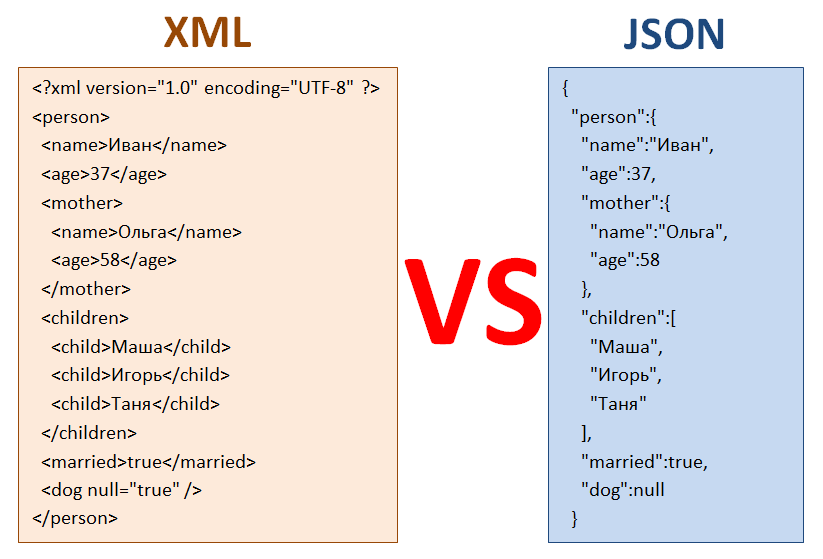 XML
<?xml version="1.0" encoding="UTF-8" ?>
<person>
  <name>Иван</name>
  <age>37</age>
  <mother>
    <name>Ольга</name>
    <age>58</age>
  </mother>
  <children>
    <child>Маша</child>
    <child>Игорь</child>
    <child>Таня</child>
  </children>
  <married>true</married>
  <dog null="true" />
</person>
VS
JSON
{
  "person":{
    "name":"Иван",
    "age":37,
    "mother":{
      "name":"Ольга",
      "age":58
    },
    "children":[
      "Маша",
      "Игорь",
      "Таня"
    ],
    "married":true,
    "dog":null
  }